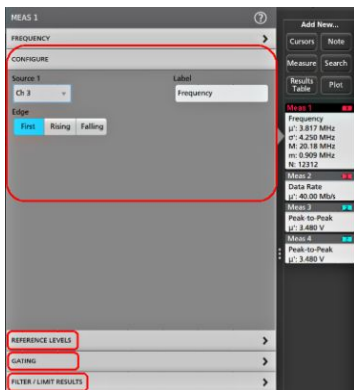 MEAS 1
?
FREQUENCY
CONFIGURE
Source 1
Label
Ch 3
Frequency
Edge
First Rising Falling
REFERENCE LEVELS
GATING
FILTER / LIMIT RESULTS
Add New...
Cursors Note
Measure Search
Results Table Plot
Meas 1
Frequency
µ': 3.817 MHz
σ': 4.250 MHz
M: 20.18 MHz
m: 0.909 MHz
N: 12312
Meas 2
Data Rate
µ': 40.00 Mb/s
Meas 3
Peak-to-Peak
µ': 3.480 V
Meas 4
Peak-to-Peak
µ': 3.480 V